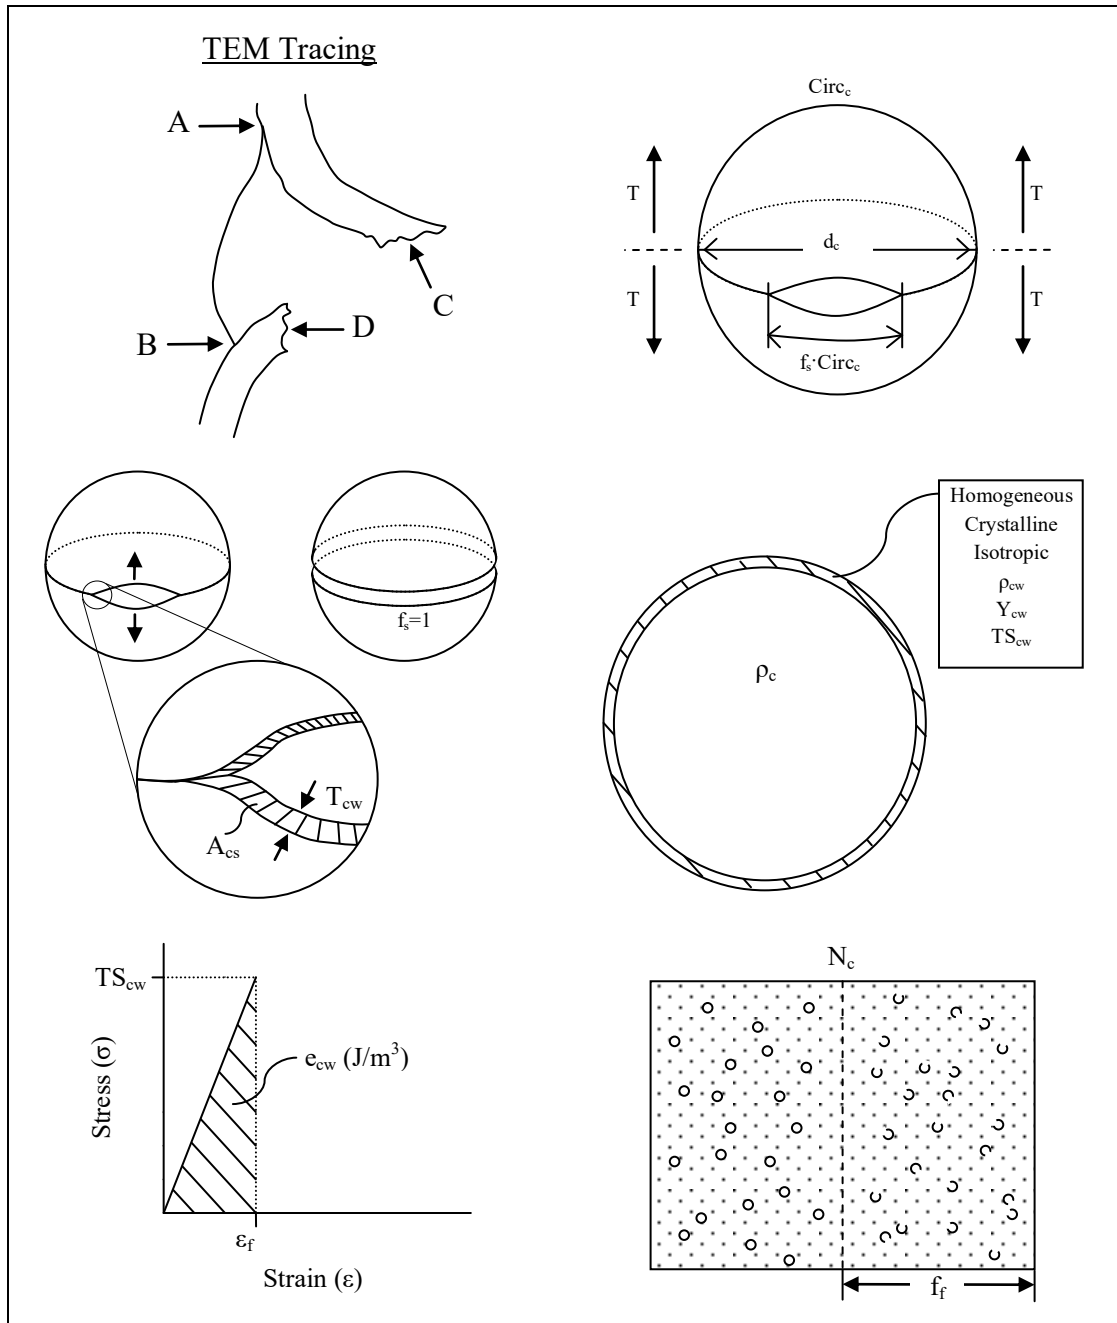 TEM Tracing
A
B
C
D
Circ_c
T
T
d_c
T
T
f_s·Circ_c
f_s=1
T_cw
A_cs
Homogeneous
Crystalline
Isotropic
ρ_cw
Y_cw
TS_cw
ρ_c
TS_cw
Stress (σ)
e_cw (J/m³)
ε_f
Strain (ε)
N_c
f_f